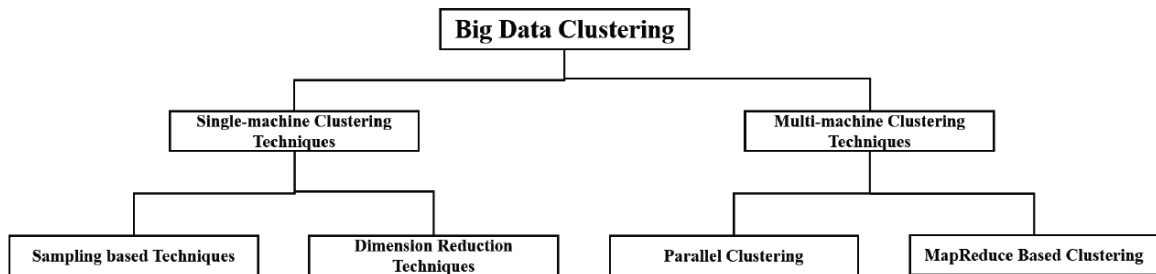 Big Data Clustering
Single-machine Clustering
Techniques
Multi-machine Clustering
Techniques
Sampling based Techniques
Dimension Reduction
Techniques
Parallel Clustering
MapReduce Based Clustering